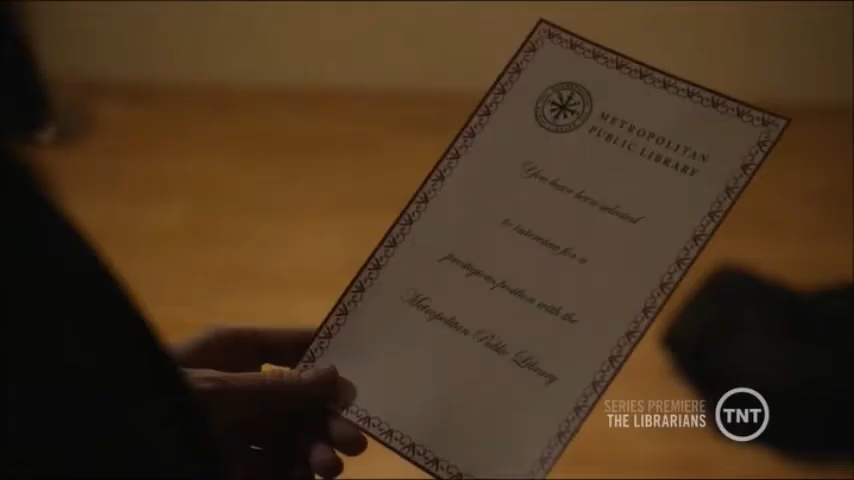 METROPOLITAN
PUBLIC LIBRARY
You have been selected
to interview for a
prestigious position with the
Metropolitan Public Library
SERIES PREMIERE
THE LIBRARIANS
TNT